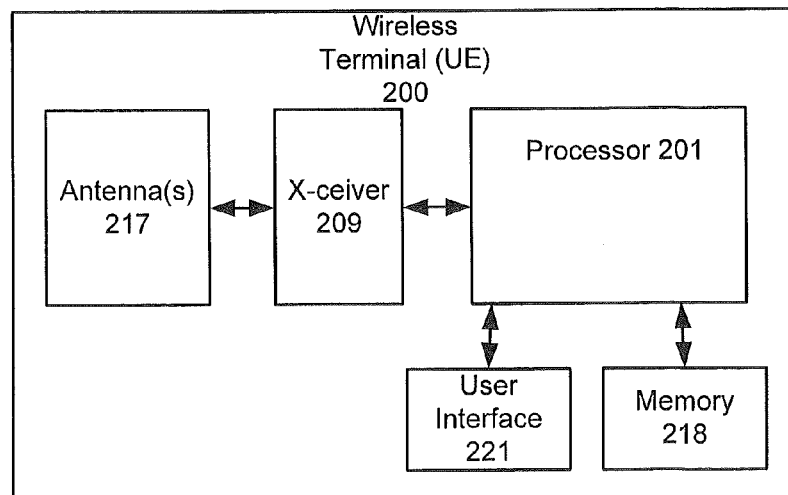 Wireless
Terminal (UE)
200
Antenna(s)
217
X-ceiver
209
Processor 201
User
Interface
221
Memory
218